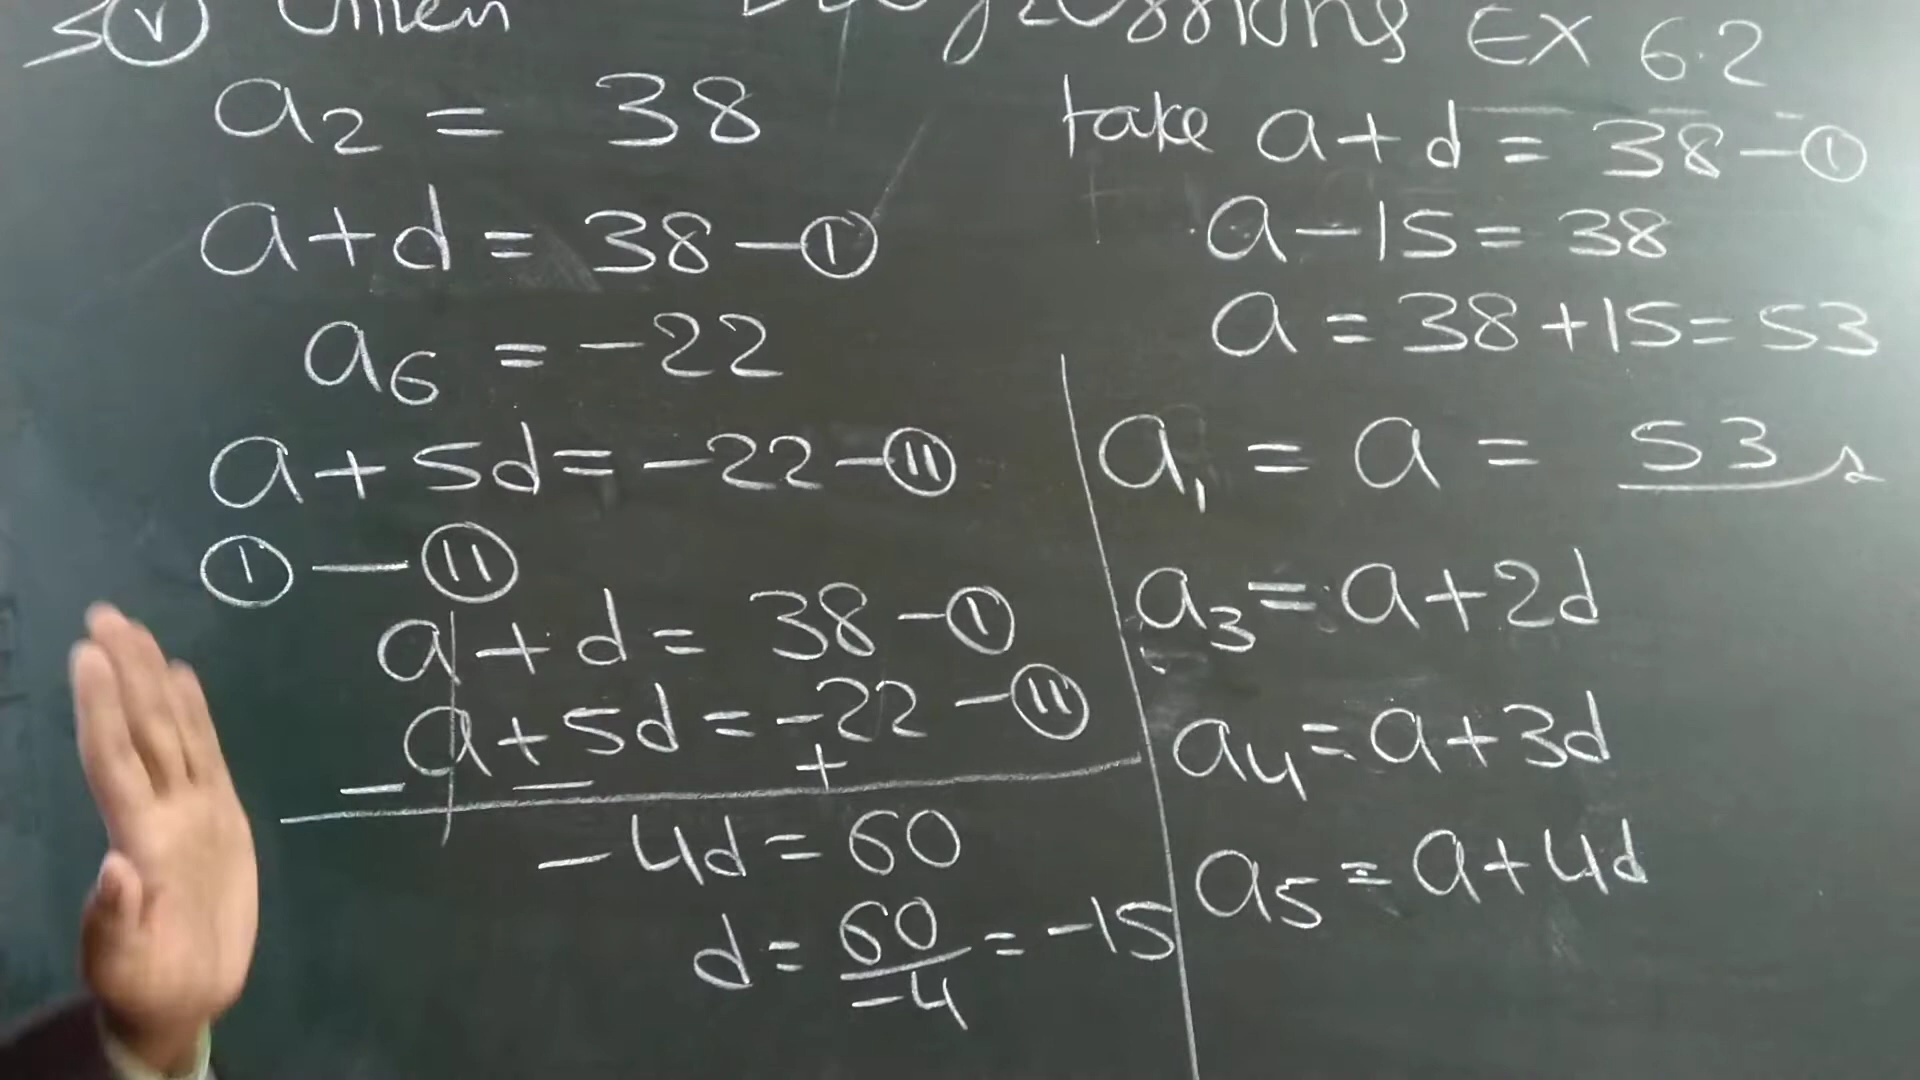 a₂ = 38
a+d = 38 — ①
a₆ = -22
a + 5d = -22 — ⑪
① — ⑪
a + d = 38 — ①
a + 5d = -22 — ⑪
- - +
-4d = 60
d = 60/-4 = -15
EX 6.2
take a + d = 38 — ①
a - 15 = 38
a = 38 + 15 = 53
a₁ = a = 53
a₃ = a + 2d
a₄ = a + 3d
a₅ = a + 4d